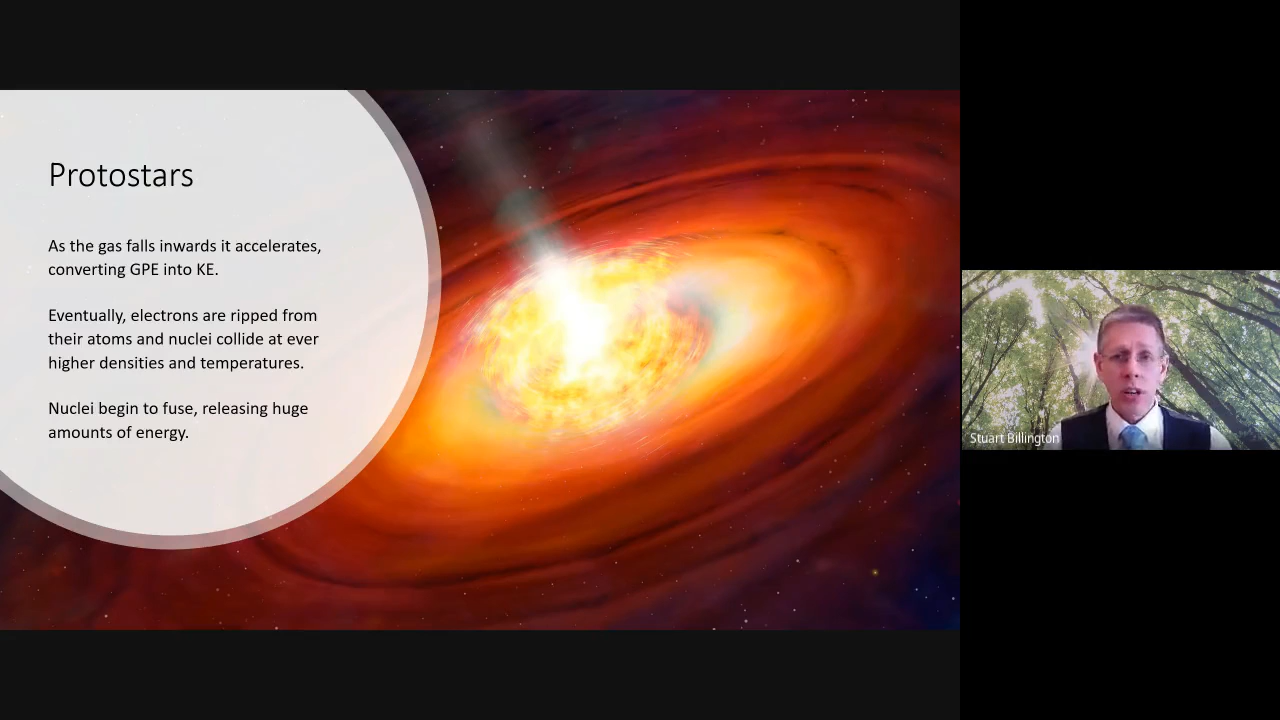 Protostars
As the gas falls inwards it accelerates,
converting GPE into KE.
Eventually, electrons are ripped from
their atoms and nuclei collide at ever
higher densities and temperatures.
Nuclei begin to fuse, releasing huge
amounts of energy.
Stuart Billington